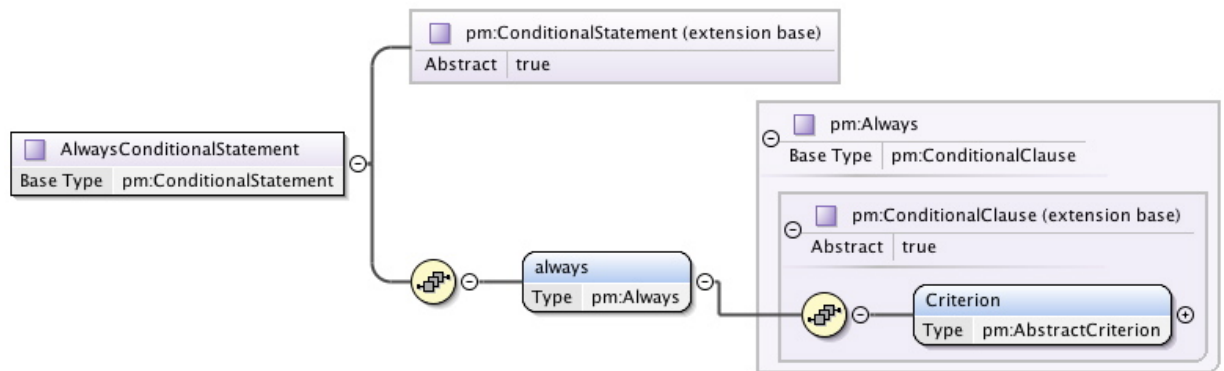 pm:ConditionalStatement (extension base)
Abstract true
AlwaysConditionalStatement
Base Type pm:ConditionalStatement
pm:Always
Base Type pm:ConditionalClause
pm:ConditionalClause (extension base)
Abstract true
always
Type pm:Always
Criterion
Type pm:AbstractCriterion